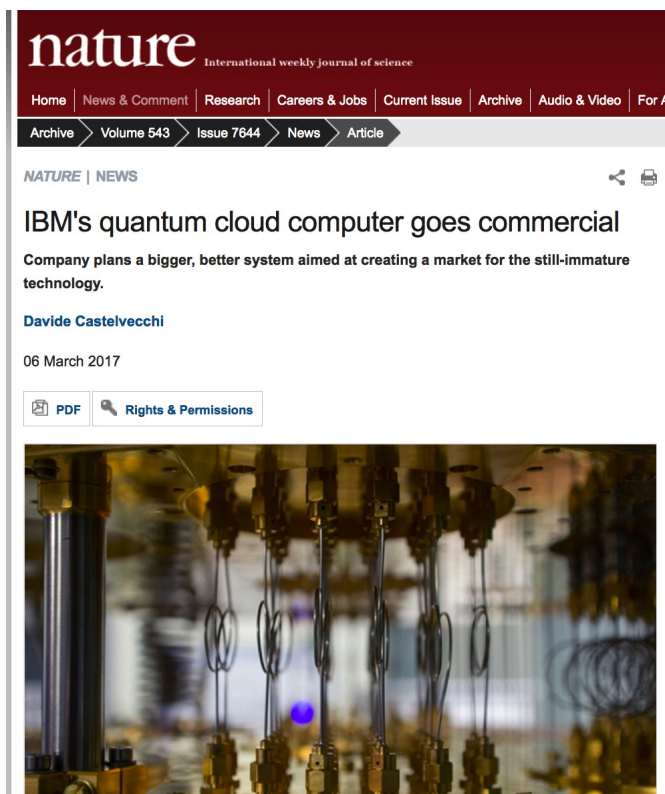 nature International weekly journal of science
Home News & Comment Research Careers & Jobs Current Issue Archive Audio & Video For A
Archive Volume 543 Issue 7644 News Article
NATURE | NEWS
IBM's quantum cloud computer goes commercial
Company plans a bigger, better system aimed at creating a market for the still-immature
technology.
Davide Castelvecchi
06 March 2017
PDF Rights & Permissions